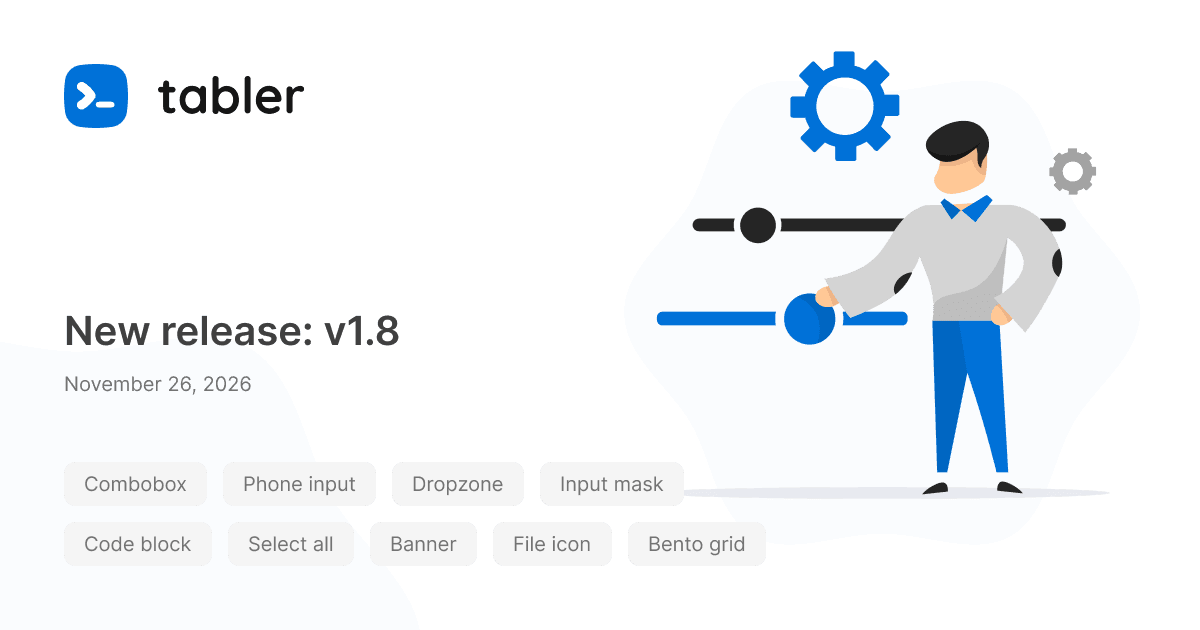 tabler
New release: v1.8
November 26, 2026
Combobox Phone input Dropzone Input mask
Code block Select all Banner File icon Bento grid